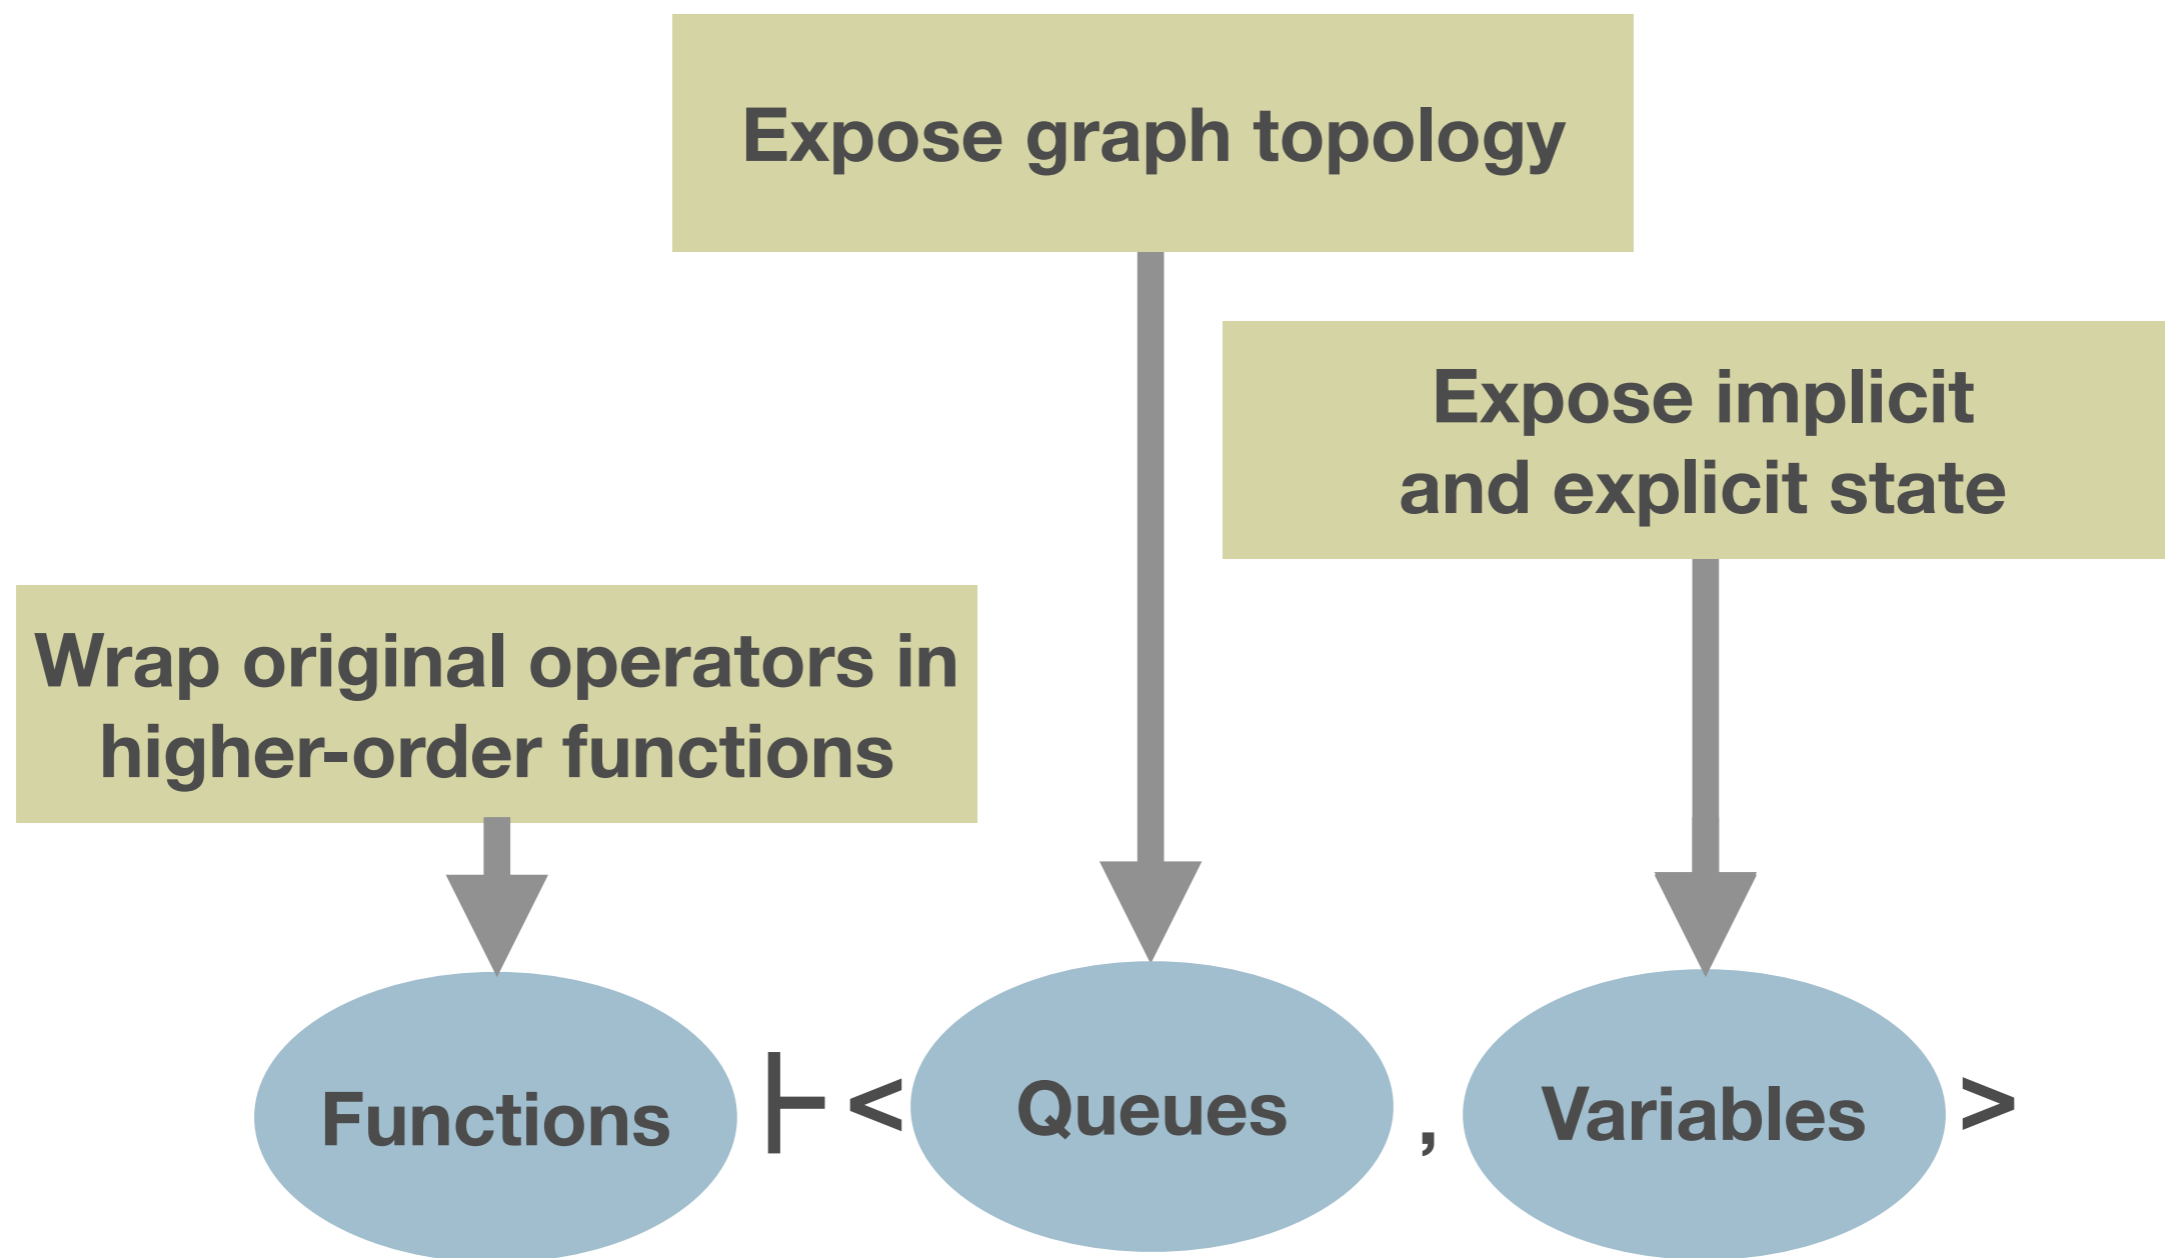 Expose graph topology
Expose implicit
and explicit state
Wrap original operators in
higher-order functions
Functions ⊢ < Queues , Variables >